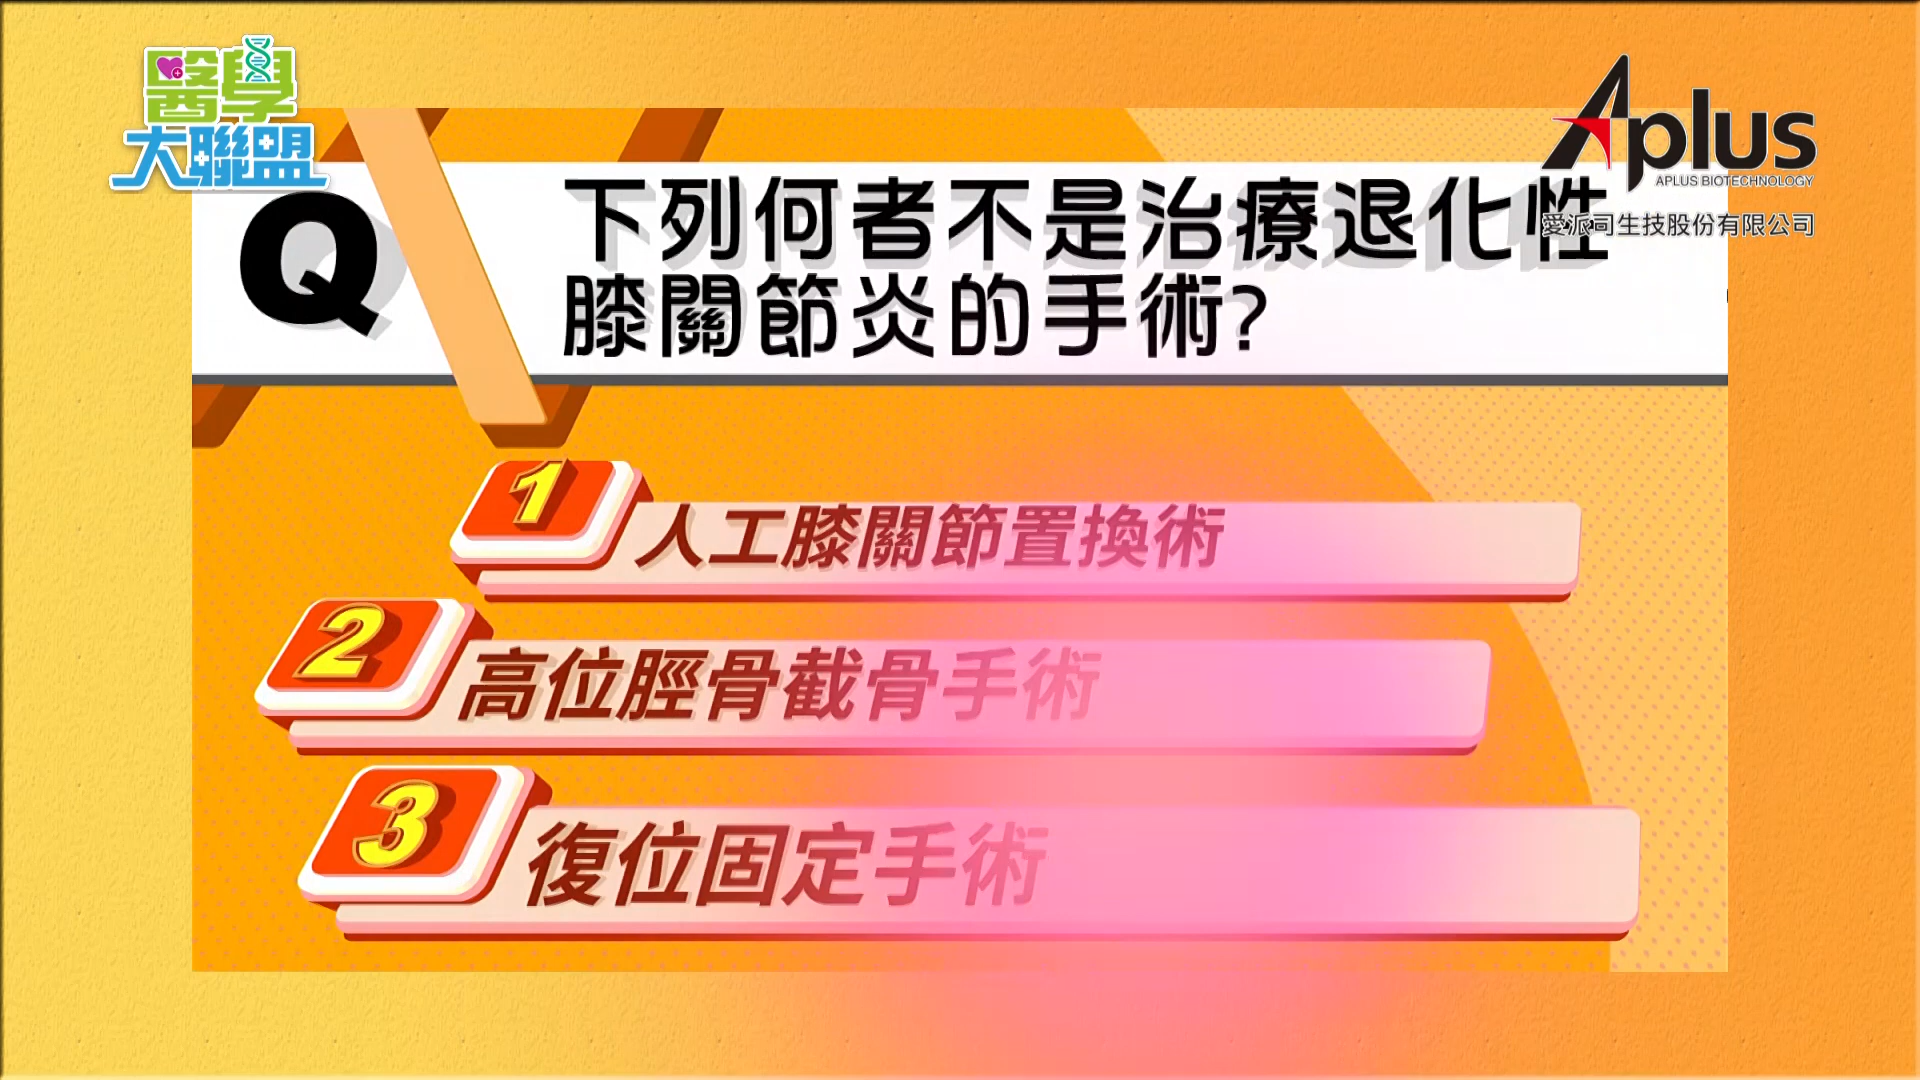 醫學
大聯盟
Aplus
APLUS BIOTECHNOLOGY
愛派司生技股份有限公司
Q
下列何者不是治療退化性
膝關節炎的手術?
1 人工膝關節置換術
2 高位脛骨截骨手術
3 復位固定手術